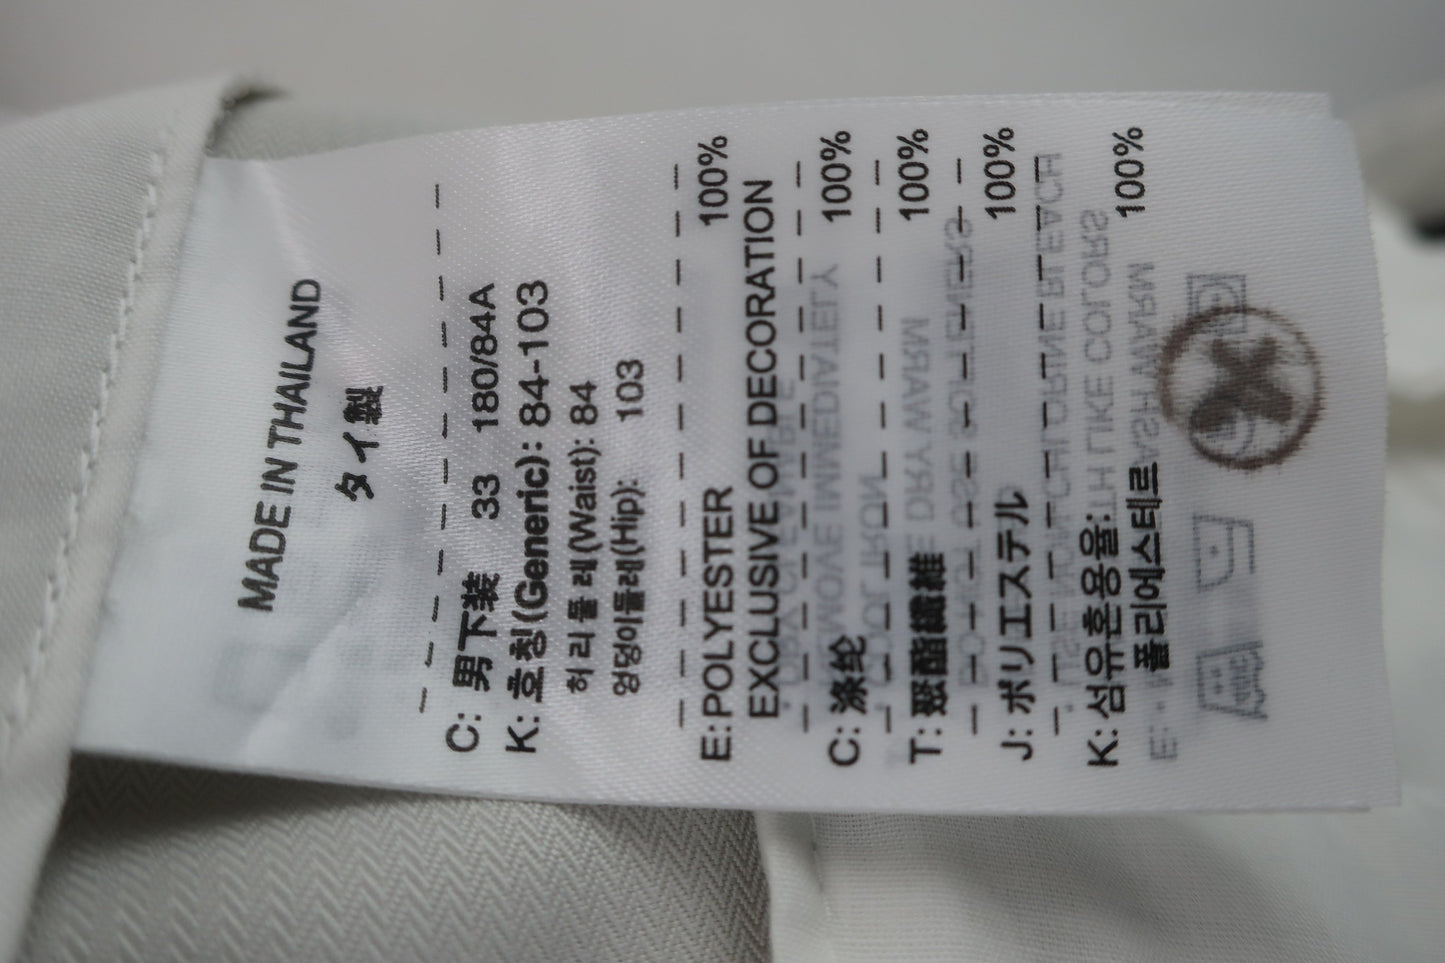 MADE IN THAILAND
タイ製
C: 男下装 33 180/84A
K: 호칭(Generic): 84-103
허리둘레(Waist): 84
엉덩이둘레(Hip): 103
E: POLYESTER 100%
EXCLUSIVE OF DECORATION
C: 涤纶 100%
T: 聚酯纖維 100%
J: ポリエステル 100%
K: 섬유혼용율: 100%
폴리에스테르